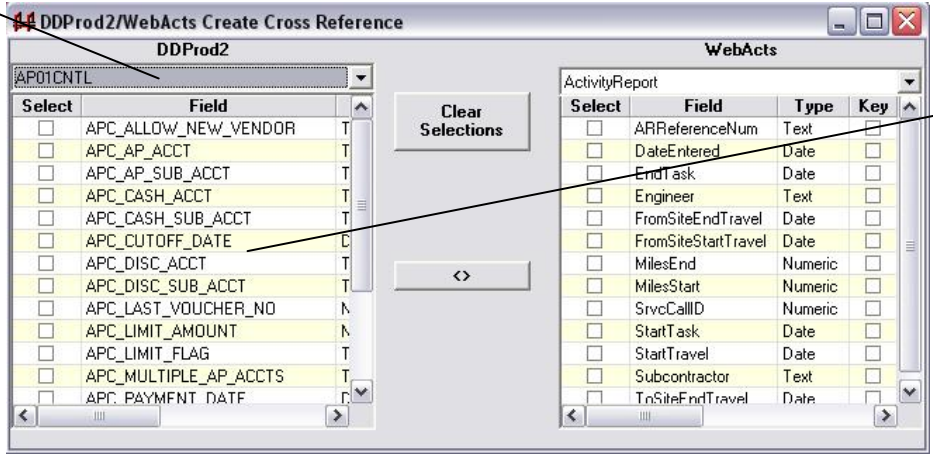 DDProd2/WebActs Create Cross Reference
DDProd2
WebActs
AP01CNTL
ActivityReport
Select Field
Clear Selections
Select Field Type Key
APC_ALLOW_NEW_VENDOR T
APC_AP_ACCT T
APC_AP_SUB_ACCT T
APC_CASH_ACCT T
APC_CASH_SUB_ACCT T
APC_CUTOFF_DATE D
APC_DISC_ACCT T
APC_DISC_SUB_ACCT T
APC_LAST_VOUCHER_NO N
APC_LIMIT_AMOUNT N
APC_LIMIT_FLAG T
APC_MULTIPLE_AP_ACCTS T
APC_PAYMENT_DATE D
<>
ARReferenceNum Text
DateEntered Date
EndTask Date
Engineer Text
FromSiteEndTravel Date
FromSiteStartTravel Date
MilesEnd Numeric
MilesStart Numeric
SrvcCallID Numeric
StartTask Date
StartTravel Date
Subcontractor Text
ToSiteEndTravel Date